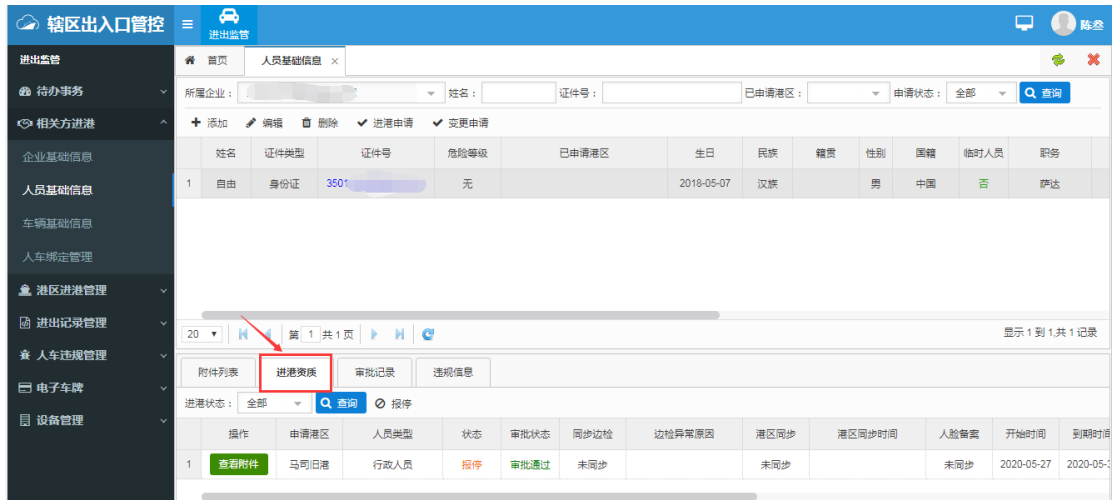 辖区出入口管控
进出监管
陈叁
进出监管
待办事务
相关方进港
企业基础信息
人员基础信息
车辆基础信息
人车绑定管理
港区进港管理
进出记录管理
人车违规管理
电子车牌
设备管理
首页 人员基础信息 ×
所属企业： 姓名： 证件号： 已申请港区： 申请状态： 全部 查询
添加 编辑 删除 进港申请 变更申请
姓名 证件类型 证件号 危险等级 已申请港区 生日 民族 籍贯 性别 国籍 临时人员 职务
1 自由 身份证 3501 无 2018-05-07 汉族 男 中国 否 萨达
20 第 1 共1页 显示1到1,共1记录
附件列表 进港资质 审批记录 违规信息
进港状态： 全部 查询 报停
操作 申请港区 人员类型 状态 审批状态 同步边检 边检异常原因 港区同步 港区同步时间 人脸备案 开始时间 到期时间
1 查看附件 马司旧港 行政人员 报停 审批通过 未同步 未同步 未同步 2020-05-27 2020-05-3